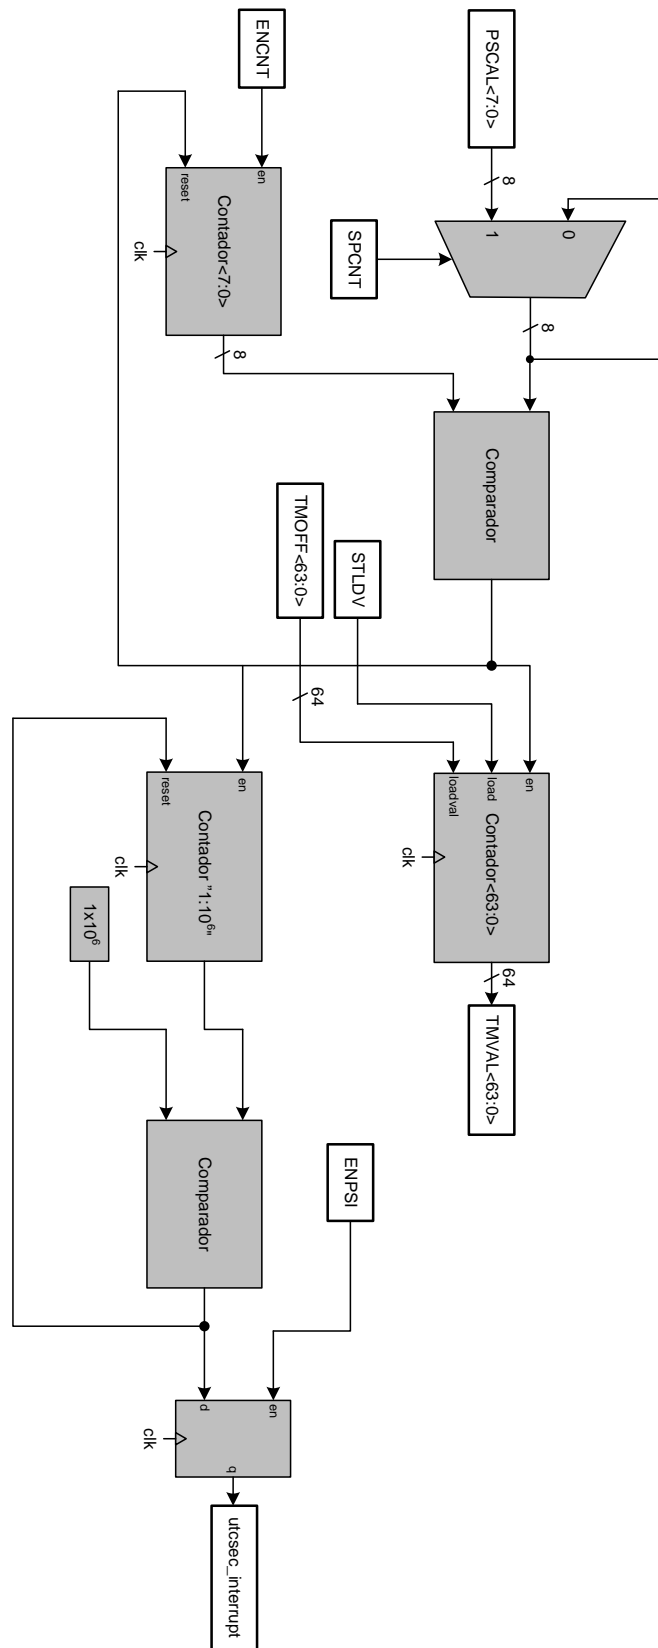 PSCAL<7:0>
8
0
1
SPCNT
8
ENCNT
en
reset
Contador<7:0>
clk
8
Comparador
STLDV
TMOFF<63:0>
64
en
load
loadval
Contador<63:0>
clk
64
TMVAL<63:0>
en
reset
Contador "1:10⁶"
clk
1x10⁶
Comparador
ENPSI
en
d
clk
q
utcsec_interrupt